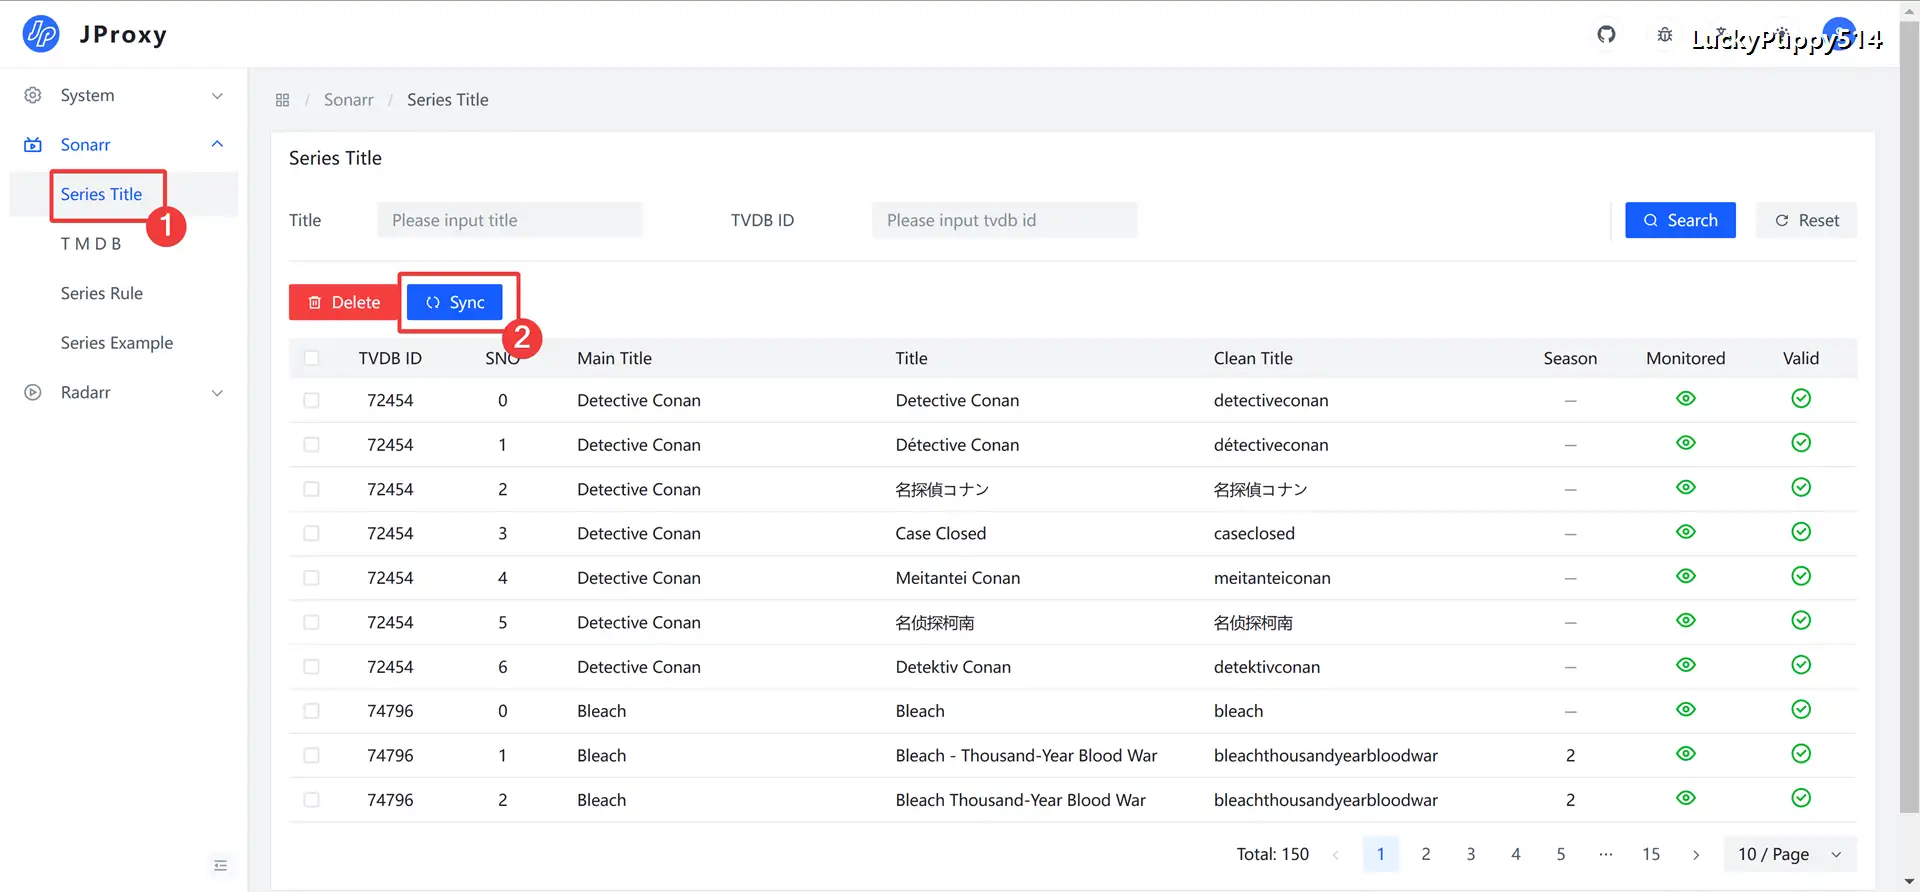 JProxy
LuckyPuppy514
System
Sonarr / Series Title
Sonarr
Series Title
1
T M D B
Series Rule
Series Example
Radarr
Series Title
Title Please input title TVDB ID Please input tvdb id Search Reset
Delete Sync
2
TVDB ID SNO Main Title Title Clean Title Season Monitored Valid
72454 0 Detective Conan Detective Conan detectiveconan —
72454 1 Detective Conan Détective Conan détectiveconan —
72454 2 Detective Conan 名探偵コナン 名探偵コナン —
72454 3 Detective Conan Case Closed caseclosed —
72454 4 Detective Conan Meitantei Conan meitanteiconan —
72454 5 Detective Conan 名侦探柯南 名侦探柯南 —
72454 6 Detective Conan Detektiv Conan detektivconan —
74796 0 Bleach Bleach bleach —
74796 1 Bleach Bleach - Thousand-Year Blood War bleachthousandyearbloodwar 2
74796 2 Bleach Bleach Thousand-Year Blood War bleachthousandyearbloodwar 2
Total: 150 1 2 3 4 5 ··· 15 10 / Page